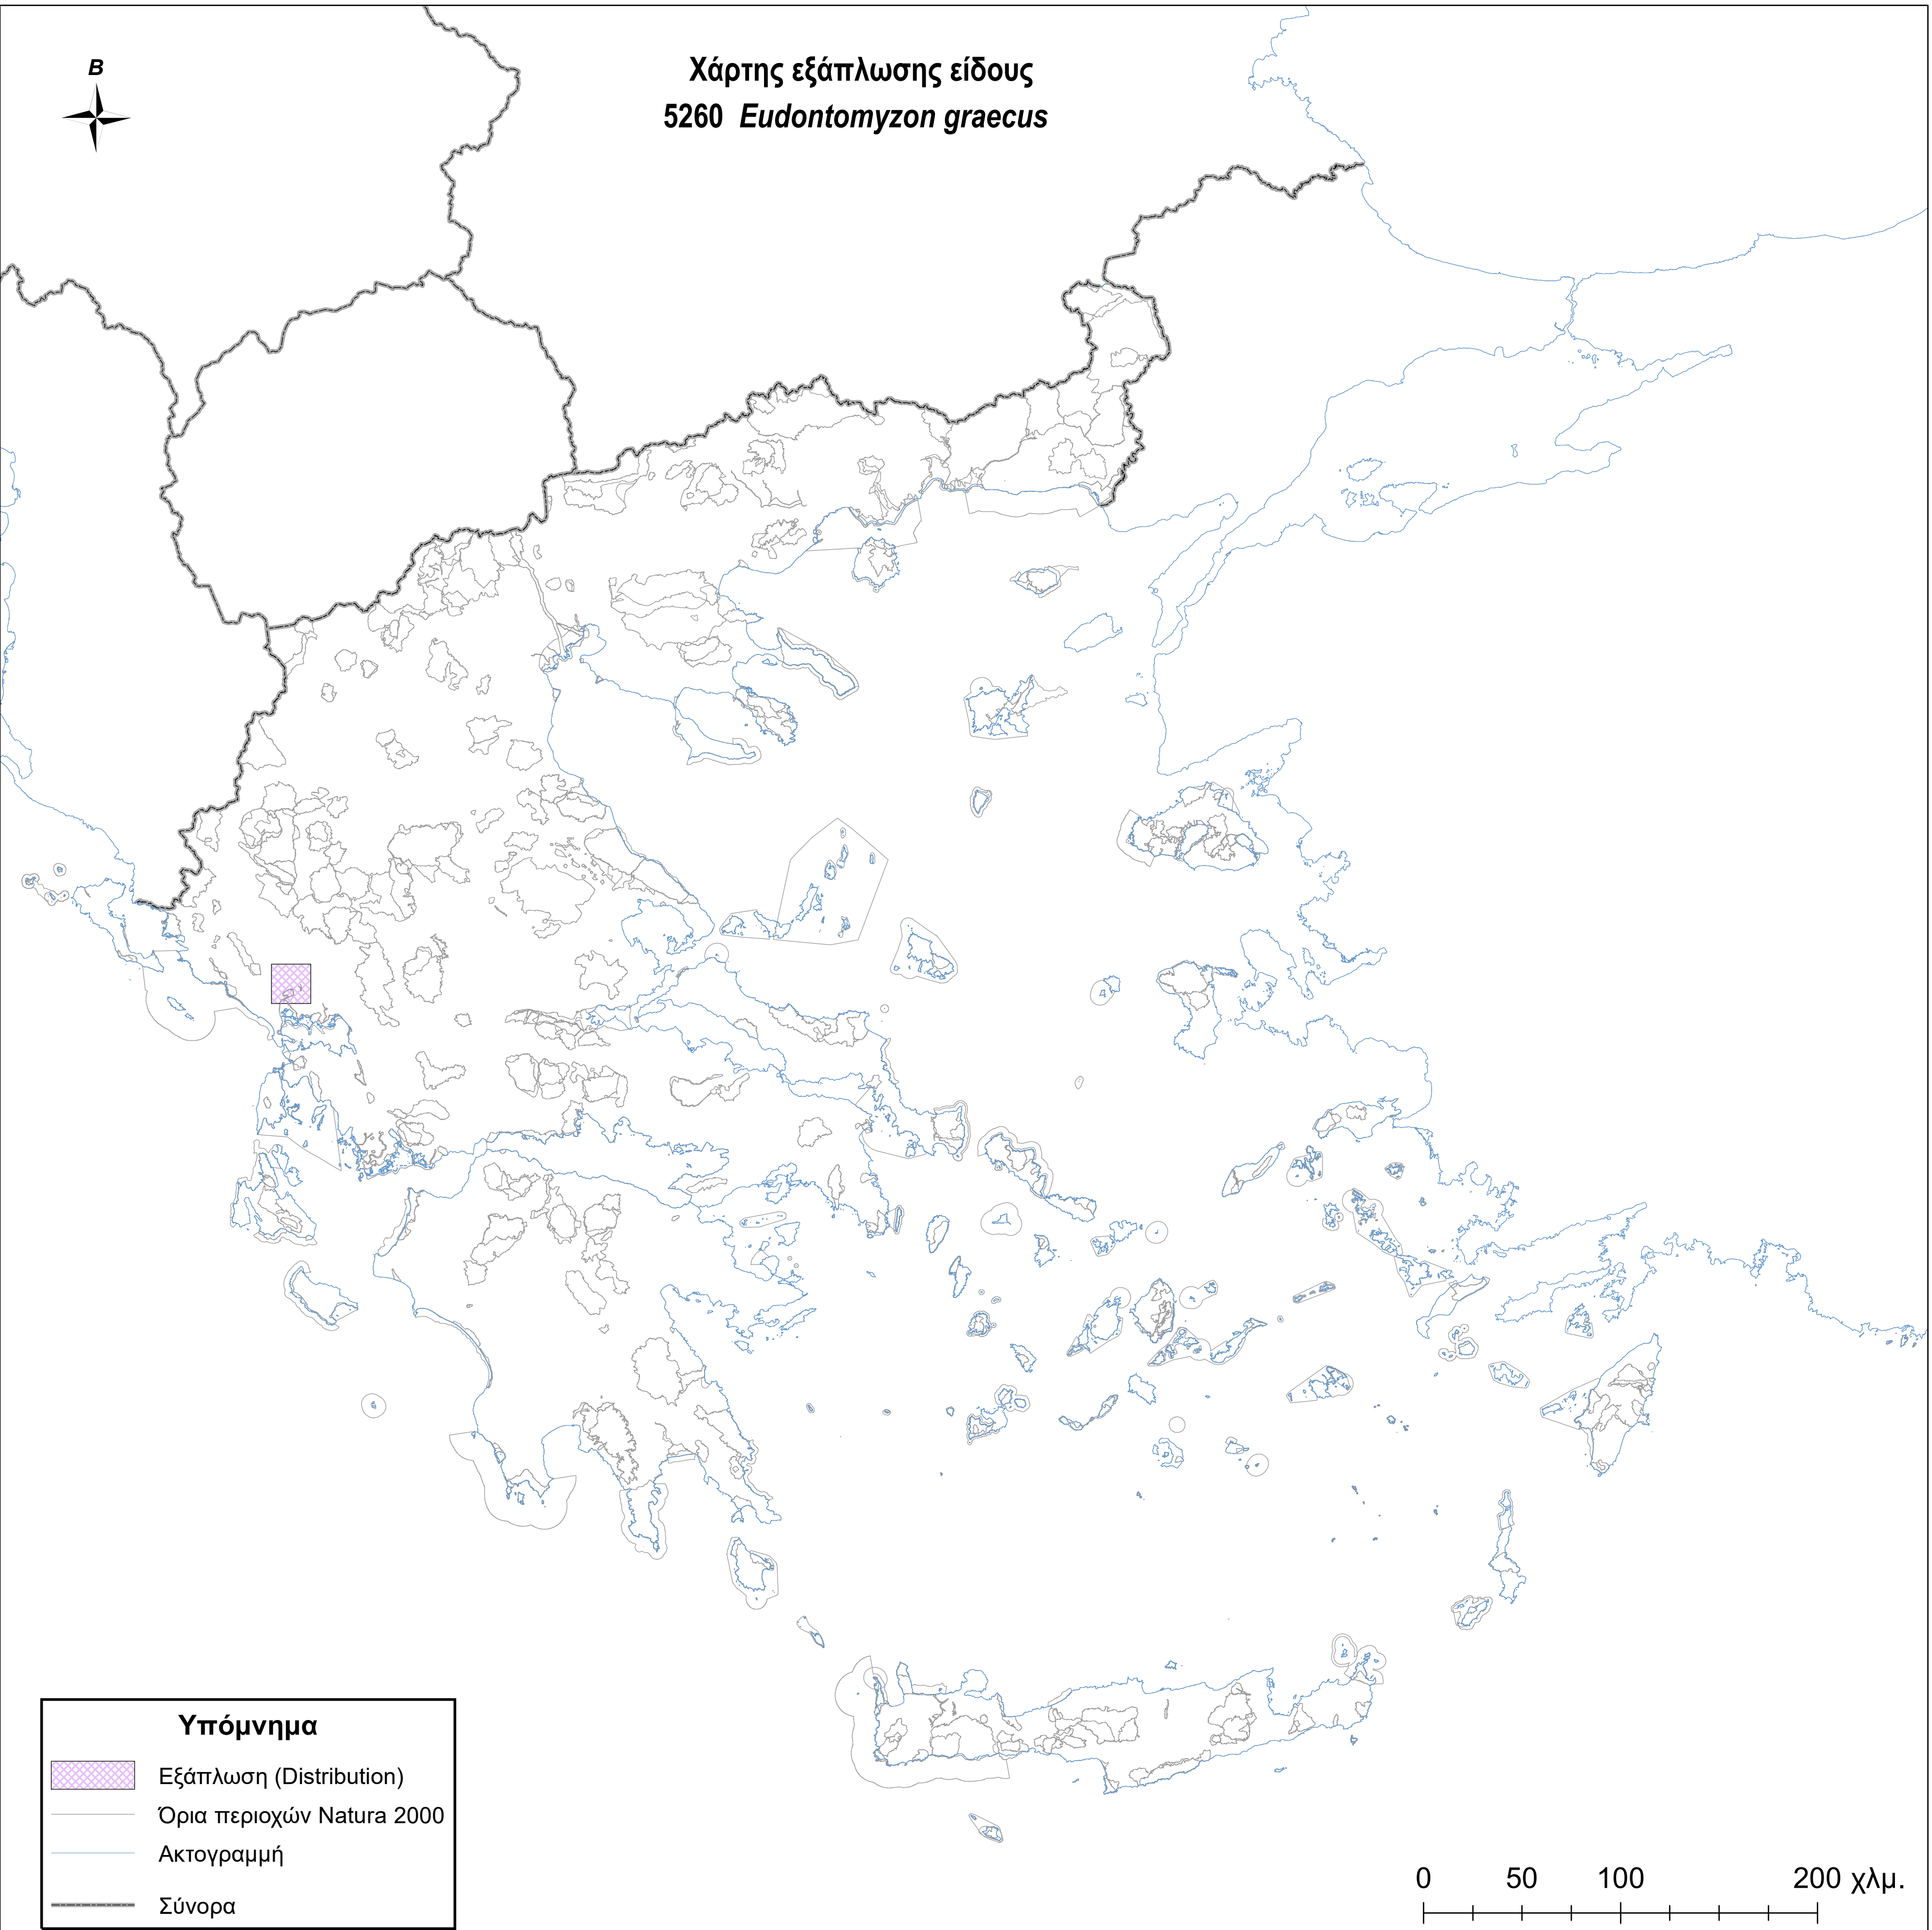 Χάρτης εξάπλωσης είδους
5260 Eudontomyzon graecus
Β
Υπόμνημα
Εξάπλωση (Distribution)
Όρια περιοχών Natura 2000
Ακτογραμμή
Σύνορα
0 50 100 200 χλμ.